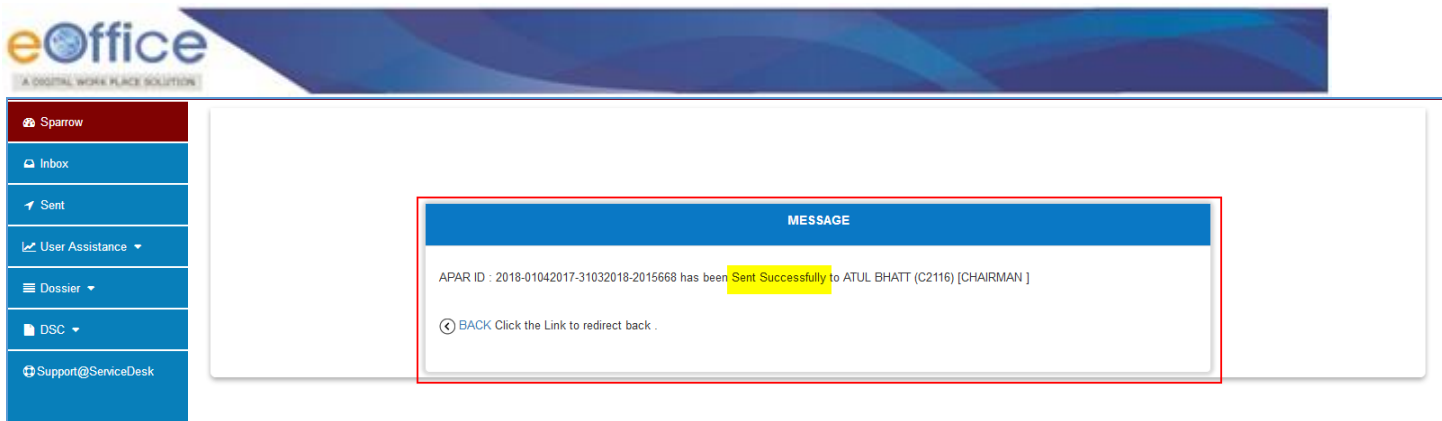 eOffice
A DIGITAL WORK PLACE SOLUTION
Sparrow
Inbox
Sent
User Assistance
Dossier
DSC
Support@ServiceDesk
MESSAGE
APAR ID : 2018-01042017-31032018-2015668 has been Sent Successfully to ATUL BHATT (C2116) [CHAIRMAN ]
BACK Click the Link to redirect back .